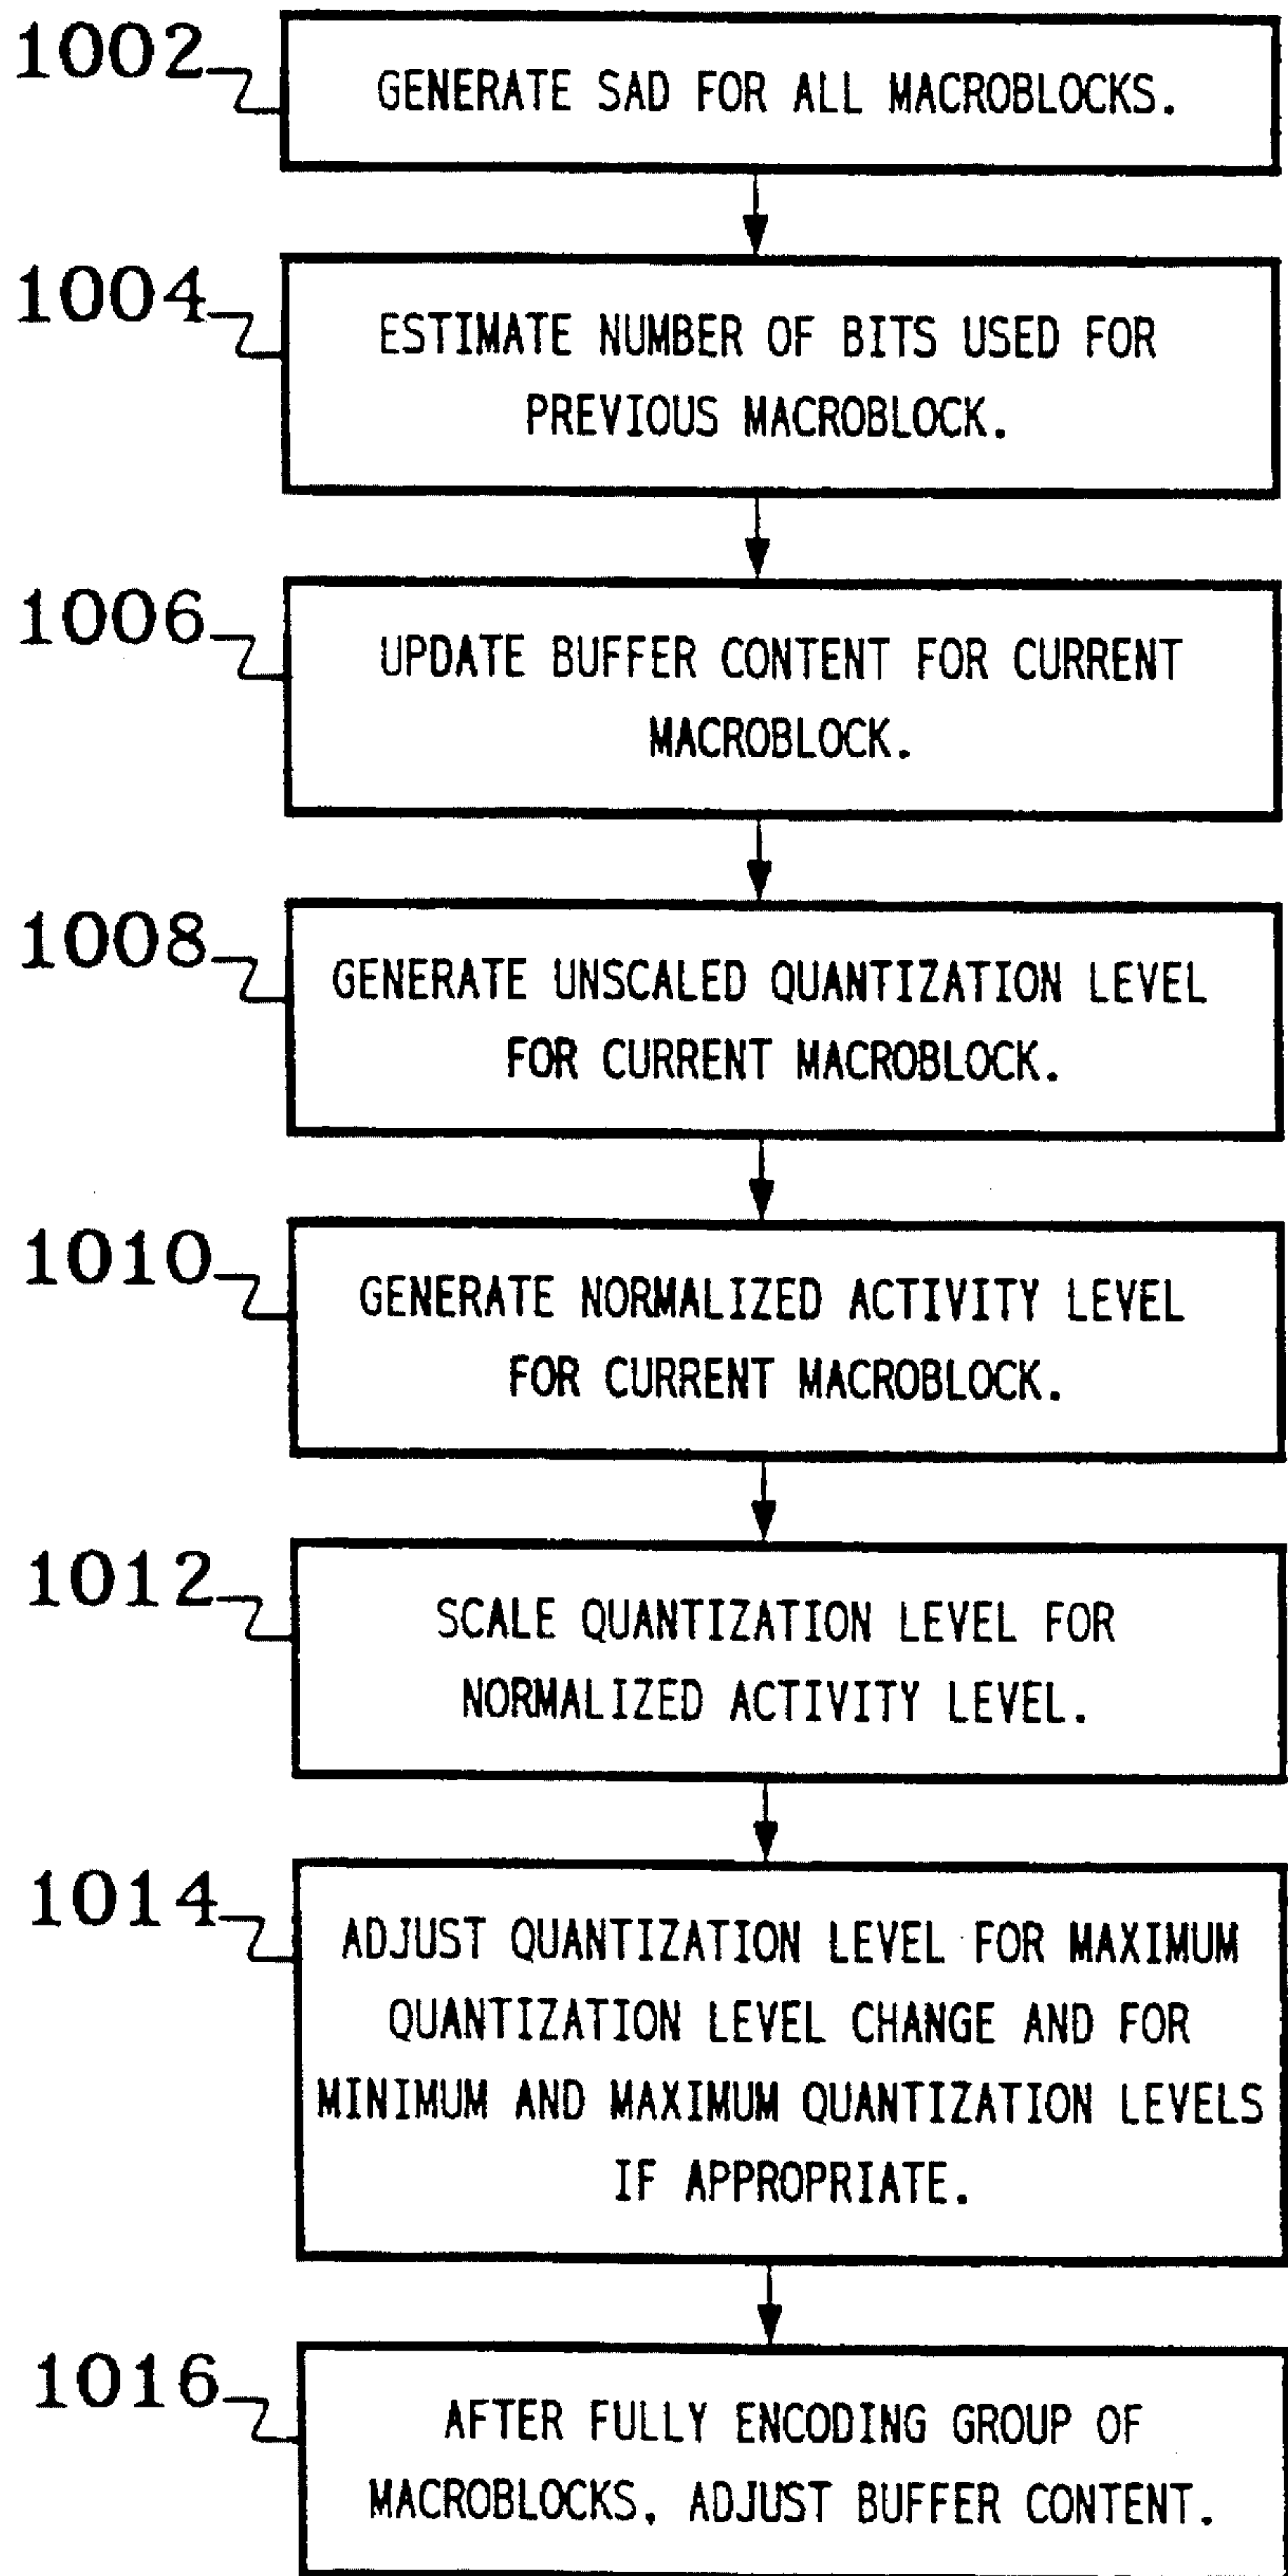 1002
GENERATE SAD FOR ALL MACROBLOCKS.
1004
ESTIMATE NUMBER OF BITS USED FOR
PREVIOUS MACROBLOCK.
1006
UPDATE BUFFER CONTENT FOR CURRENT
MACROBLOCK.
1008
GENERATE UNSCALED QUANTIZATION LEVEL
FOR CURRENT MACROBLOCK.
1010
GENERATE NORMALIZED ACTIVITY LEVEL
FOR CURRENT MACROBLOCK.
1012
SCALE QUANTIZATION LEVEL FOR
NORMALIZED ACTIVITY LEVEL.
1014
ADJUST QUANTIZATION LEVEL FOR MAXIMUM
QUANTIZATION LEVEL CHANGE AND FOR
MINIMUM AND MAXIMUM QUANTIZATION LEVELS
IF APPROPRIATE.
1016
AFTER FULLY ENCODING GROUP OF
MACROBLOCKS, ADJUST BUFFER CONTENT.